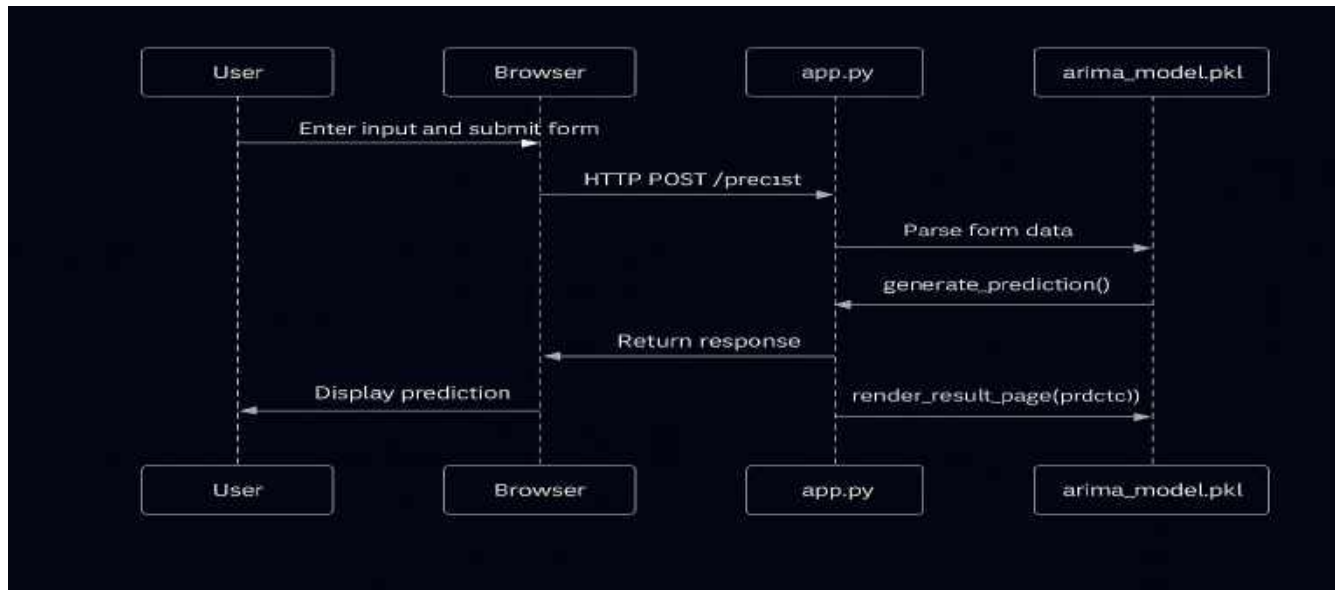 User
Browser
app.py
arima_model.pkl
Enter input and submit form
HTTP POST /prec1st
Parse form data
generate_prediction()
Return response
Display prediction
render_result_page(prdctc))
User
Browser
app.py
arima_model.pkl